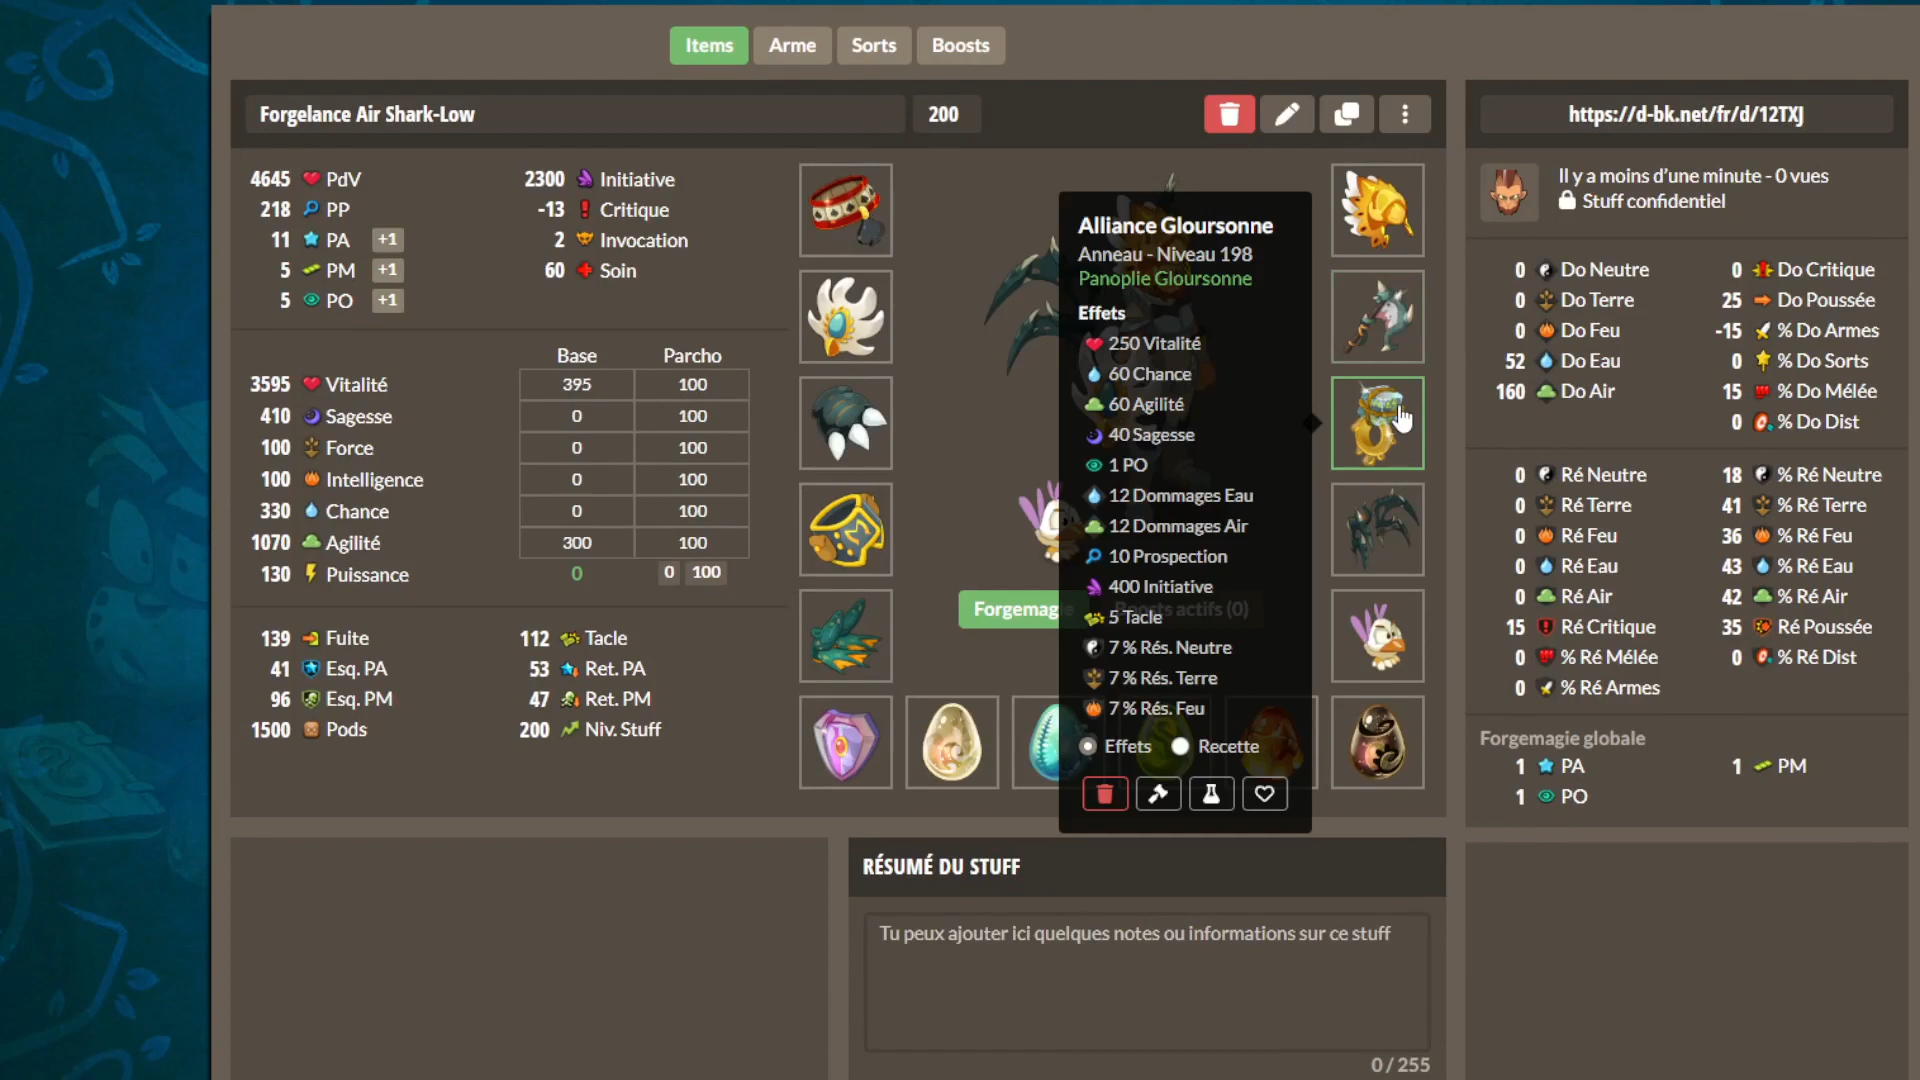 Items Arme Sorts Boosts
Forgelance Air Shark-Low 200
4645 PdV
218 PP
11 PA +1
5 PM +1
5 PO +1
2300 Initiative
-13 Critique
2 Invocation
60 Soin
Base Parcho
3595 Vitalité 395 100
410 Sagesse 0 100
100 Force 0 100
100 Intelligence 0 100
330 Chance 0 100
1070 Agilité 300 100
130 Puissance 0 0 100
139 Fuite
41 Esq. PA
96 Esq. PM
1500 Pods
112 Tacle
53 Ret. PA
47 Ret. PM
200 Niv. Stuff
Forgemagie
Boosts actifs (0)
Alliance Gloursonne
Anneau - Niveau 198
Panoplie Gloursonne
Effets
250 Vitalité
60 Chance
60 Agilité
40 Sagesse
1 PO
12 Dommages Eau
12 Dommages Air
10 Prospection
400 Initiative
5 Tacle
7 % Rés. Neutre
7 % Rés. Terre
7 % Rés. Feu
Effets Recette
https://d-bk.net/fr/d/12TXJ
Il y a moins d'une minute - 0 vues
Stuff confidentiel
0 Do Neutre
0 Do Terre
0 Do Feu
52 Do Eau
160 Do Air
0 Do Critique
25 Do Poussée
-15 % Do Armes
0 % Do Sorts
15 % Do Mêlée
0 % Do Dist
0 Ré Neutre
0 Ré Terre
0 Ré Feu
0 Ré Eau
0 Ré Air
15 Ré Critique
0 % Ré Mêlée
0 % Ré Armes
18 % Ré Neutre
41 % Ré Terre
36 % Ré Feu
43 % Ré Eau
42 % Ré Air
35 Ré Poussée
0 % Ré Dist
Forgemagie globale
1 PA
1 PM
1 PO
RÉSUMÉ DU STUFF
Tu peux ajouter ici quelques notes ou informations sur ce stuff
0 / 255